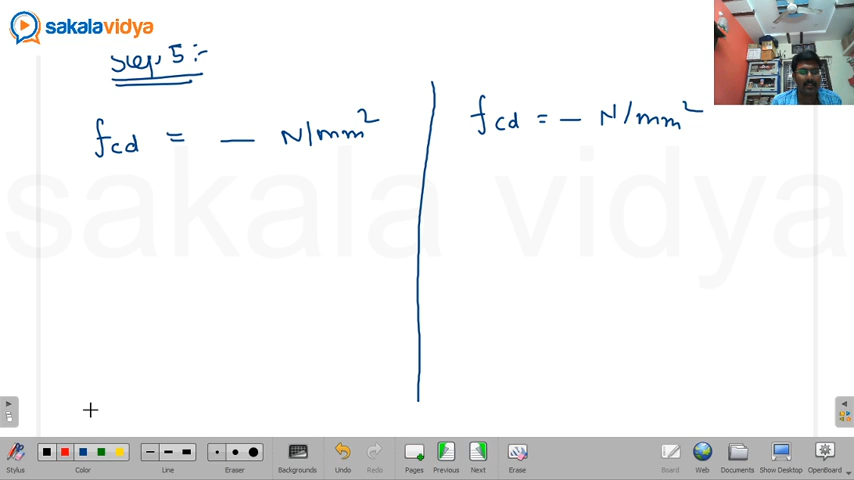 sakalavidya
Step 5 :-
fcd = — N/mm²
fcd = — N/mm²
sakala vidya
Stylus
Color
Line
Eraser
Backgrounds
Undo
Redo
Pages
Previous
Next
Erase
Board
Web
Documents
Show Desktop
OpenBoard